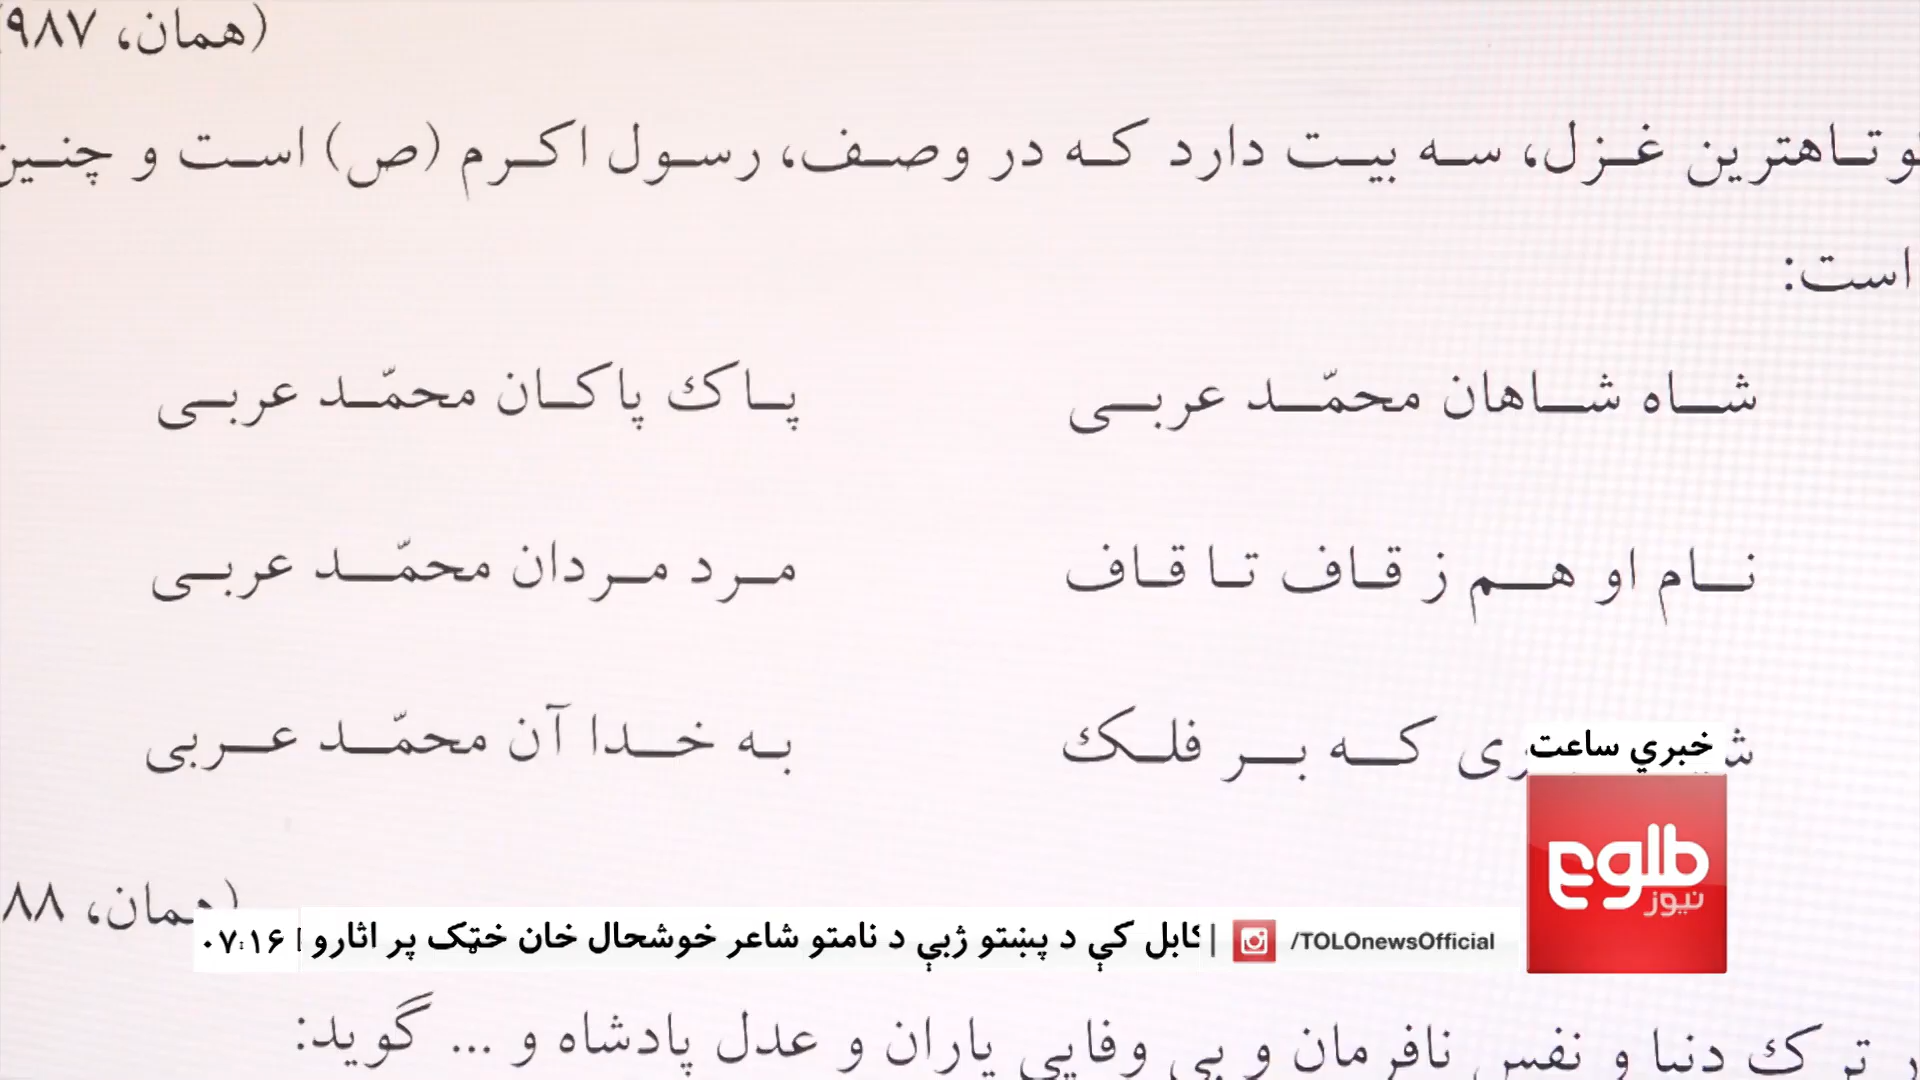 (همان، ۹۸۷
وتاهترین غزل، سه بیت دارد که در وصف، رسول اکرم (ص) است و چنین
است:
شاه شاهان محمّد عربی
پاک پاکان محمّد عربی
نام او هم ز قاف تا قاف
مرد مردان محمّد عربی
که بر فلک
به خدا آن محمّد عربی
خبري ساعت
طلوع
نیوز
(همان، ۸۸
کابل کې د پښتو ژبې د نامتو شاعر خوشحال خان خټک پر اثارو
/TOLOnewsOfficial
۰۷:۱۶
ترک دنیا و نفس نافرمان و بی وفایی یاران و عدل پادشاه و ... گوید: